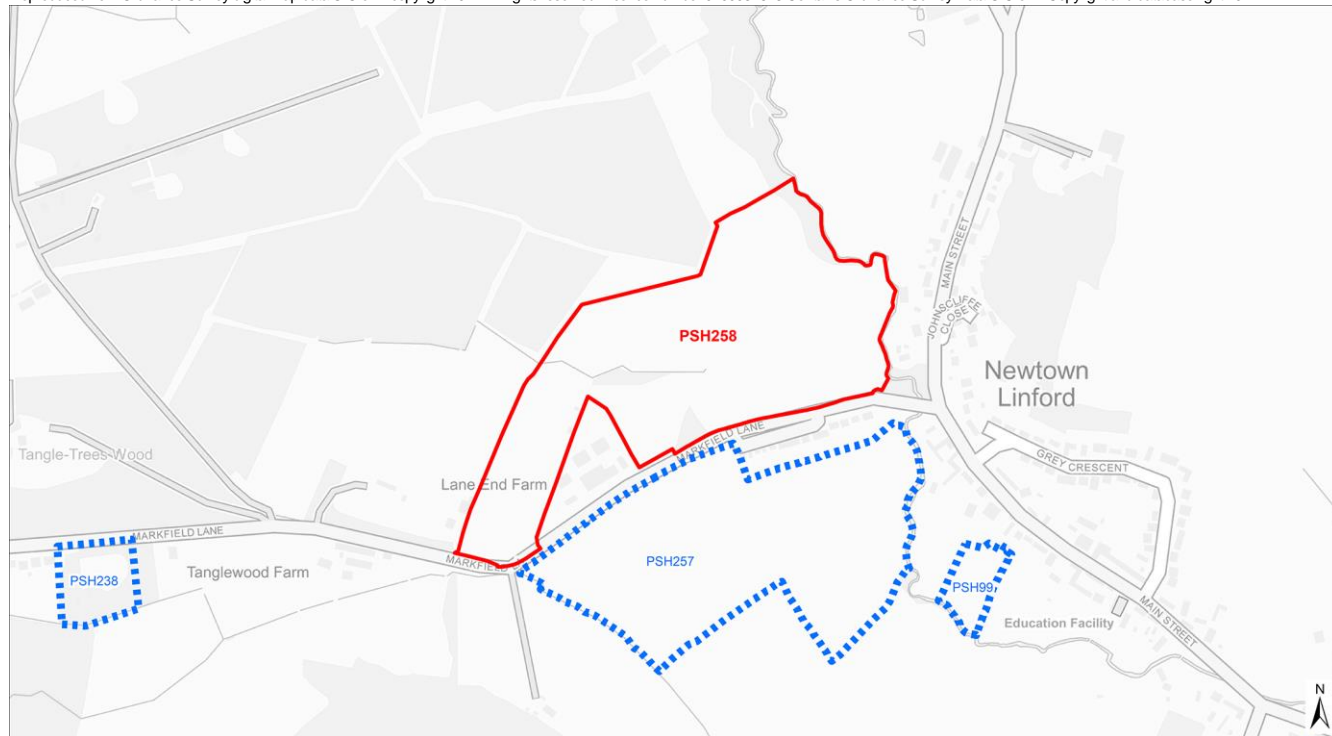 PSH258
MAIN STREET
JOHNSCLIFFE
CLOSE
Newtown
Linford
MARKFIELD LANE
GREY CRESCENT
Tangle-Trees-Wood
Lane End Farm
MARKFIELD LANE
PSH238
Tanglewood Farm
MARKFIELD
PSH257
PSH99
Education Facility
MAIN STREET
N